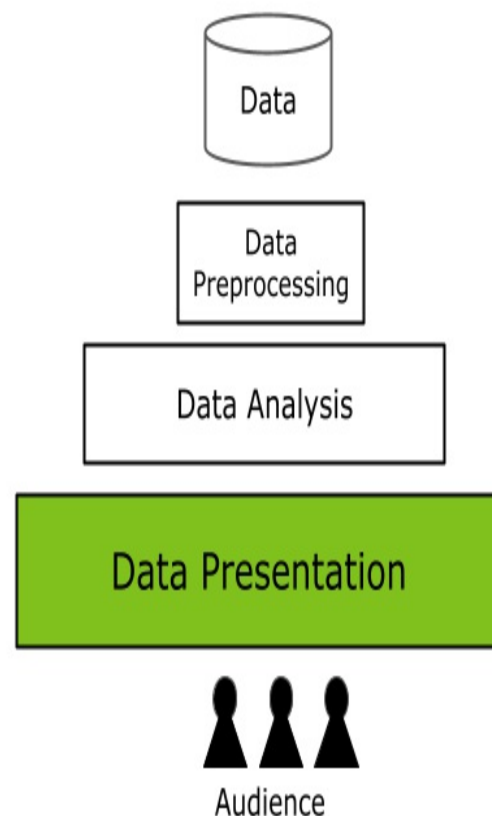 Data
Data
Preprocessing
Data Analysis
Data Presentation
Audience